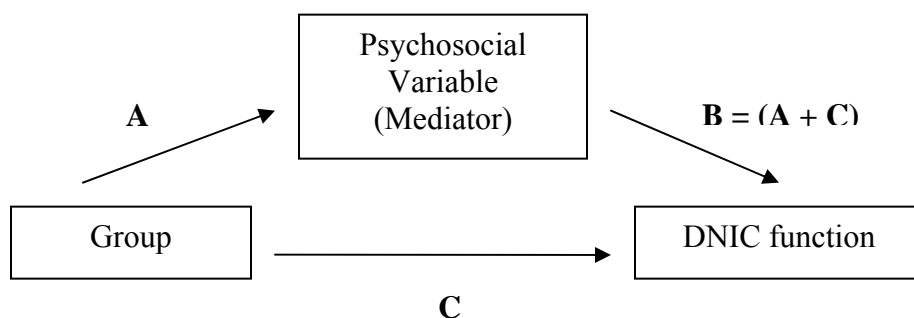 Psychosocial
Variable
(Mediator)
A
B = (A + C)
Group
DNIC function
C